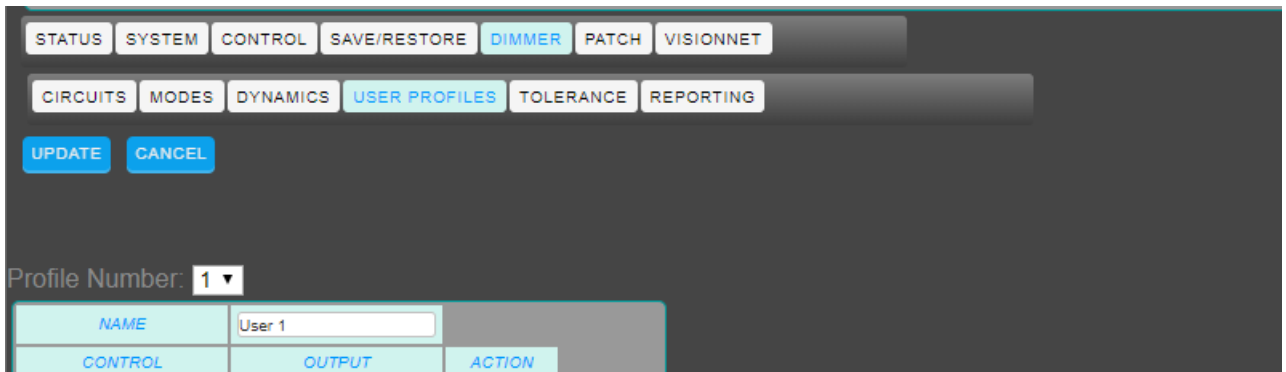 STATUS SYSTEM CONTROL SAVE/RESTORE DIMMER PATCH VISIONNET
CIRCUITS MODES DYNAMICS USER PROFILES TOLERANCE REPORTING
UPDATE CANCEL
Profile Number: 1
NAME User 1
CONTROL OUTPUT ACTION